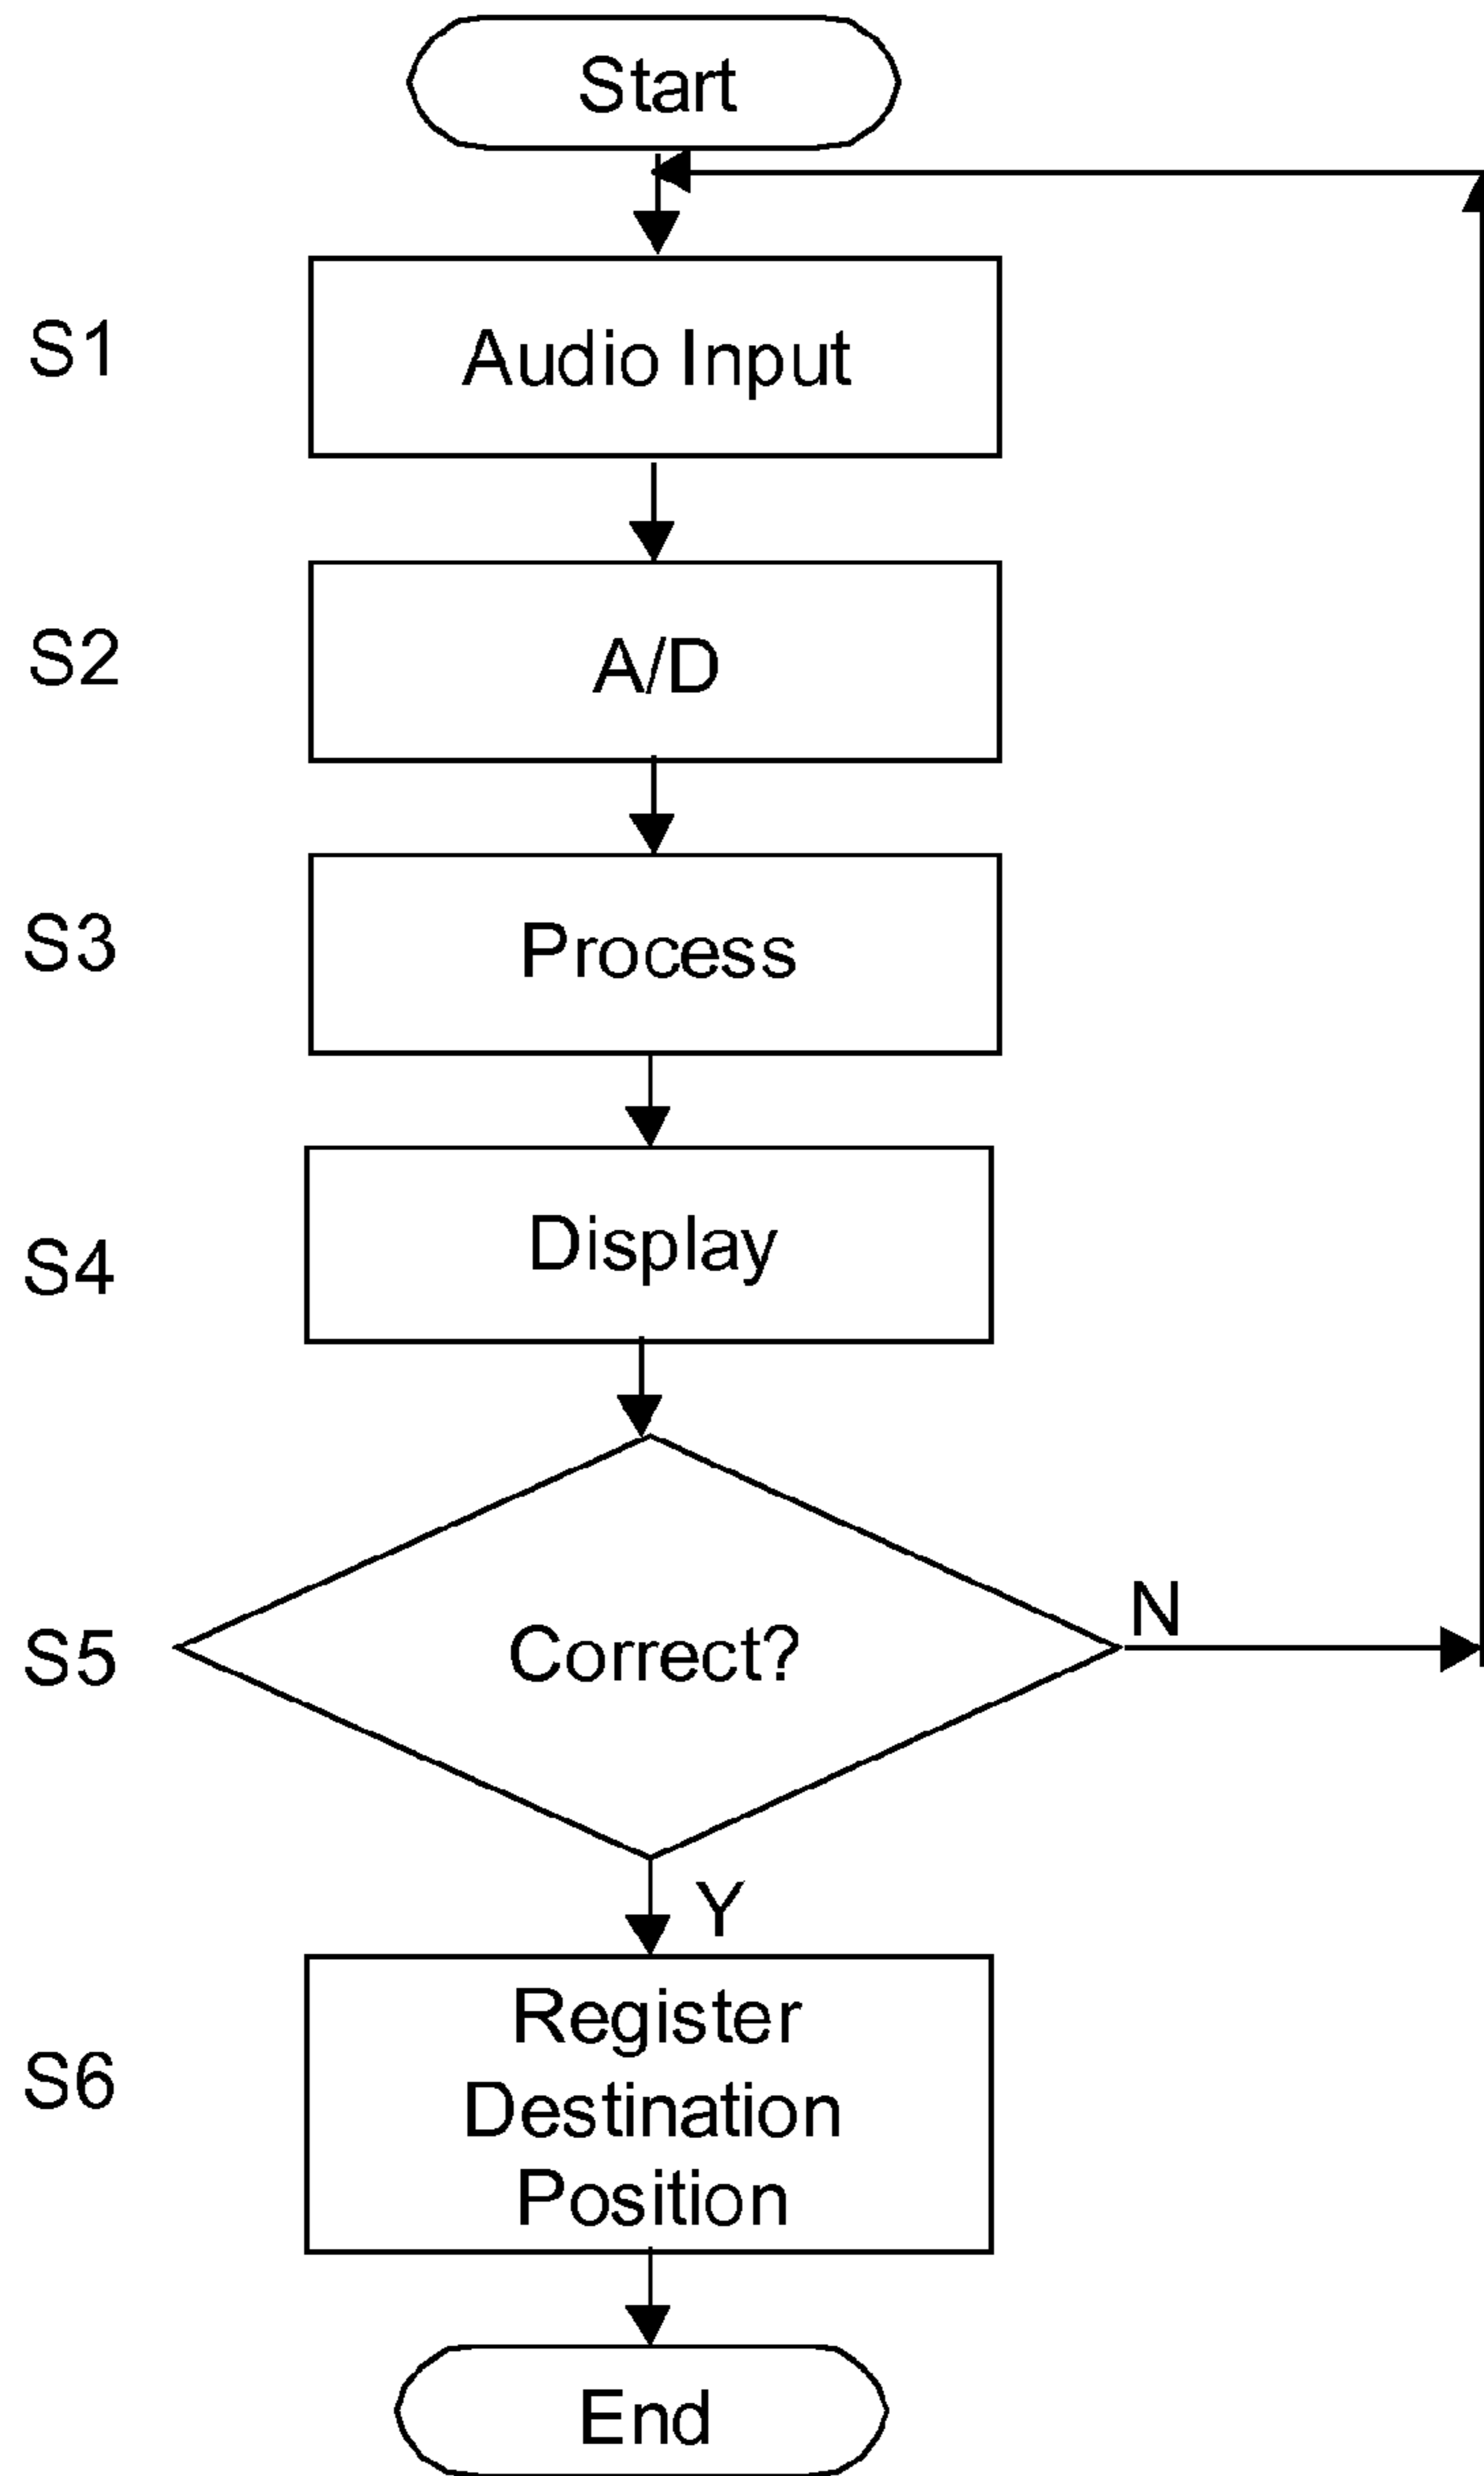 Start
S1
Audio Input
S2
A/D
S3
Process
S4
Display
S5
Correct?
N
Y
S6
Register
Destination
Position
End